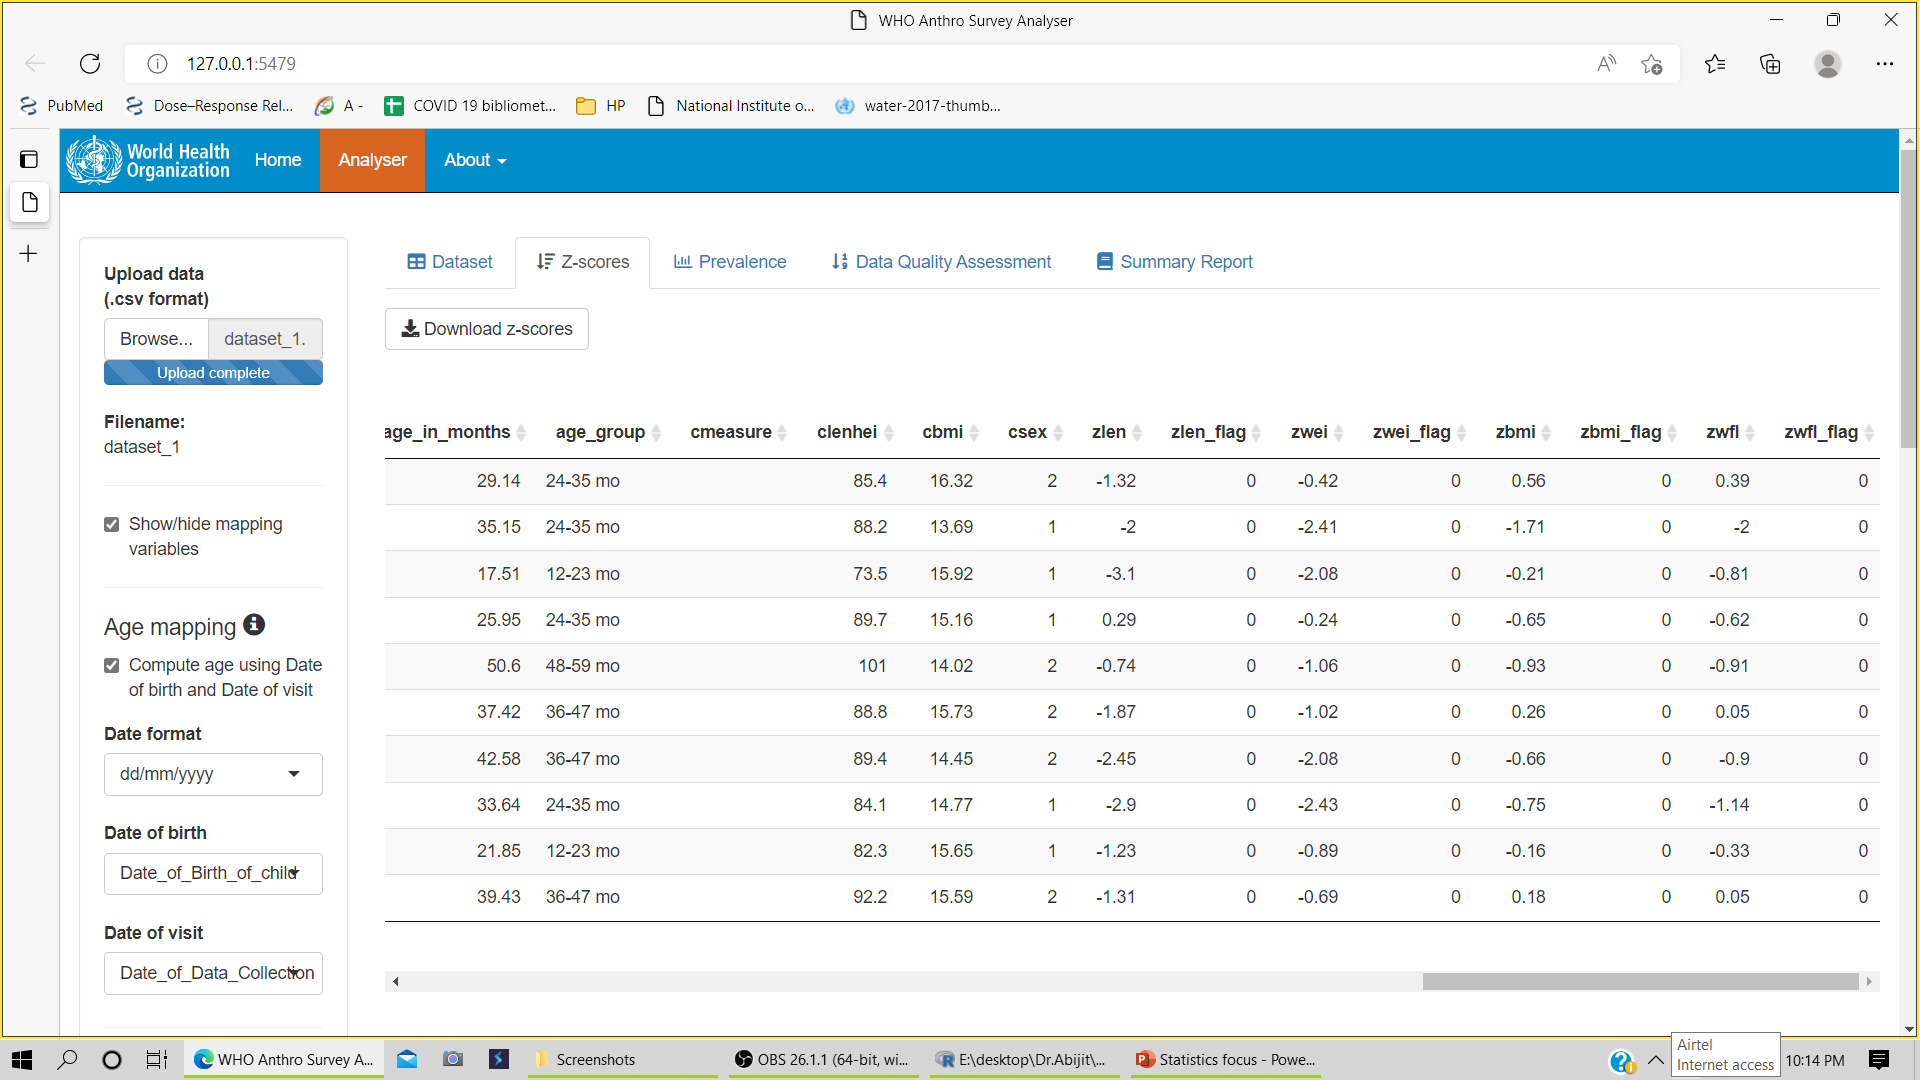 WHO Anthro Survey Analyser
127.0.0.1:5479
PubMed Dose–Response Rel... A - COVID 19 bibliomet... HP National Institute o... water-2017-thumb...
World Health Organization Home Analyser About
Upload data
(.csv format)
Browse... dataset_1.
Upload complete
Filename:
dataset_1
Show/hide mapping
variables
Age mapping
Compute age using Date
of birth and Date of visit
Date format
dd/mm/yyyy
Date of birth
Date_of_Birth_of_child
Date of visit
Date_of_Data_Collection
Dataset Z-scores Prevalence Data Quality Assessment Summary Report
Download z-scores
age_in_months age_group cmeasure clenhei cbmi csex zlen zlen_flag zwei zwei_flag zbmi zbmi_flag zwfl zwfl_flag
29.14 24-35 mo 85.4 16.32 2 -1.32 0 -0.42 0 0.56 0 0.39 0
35.15 24-35 mo 88.2 13.69 1 -2 0 -2.41 0 -1.71 0 -2 0
17.51 12-23 mo 73.5 15.92 1 -3.1 0 -2.08 0 -0.21 0 -0.81 0
25.95 24-35 mo 89.7 15.16 1 0.29 0 -0.24 0 -0.65 0 -0.62 0
50.6 48-59 mo 101 14.02 2 -0.74 0 -1.06 0 -0.93 0 -0.91 0
37.42 36-47 mo 88.8 15.73 2 -1.87 0 -1.02 0 0.26 0 0.05 0
42.58 36-47 mo 89.4 14.45 2 -2.45 0 -2.08 0 -0.66 0 -0.9 0
33.64 24-35 mo 84.1 14.77 1 -2.9 0 -2.43 0 -0.75 0 -1.14 0
21.85 12-23 mo 82.3 15.65 1 -1.23 0 -0.89 0 -0.16 0 -0.33 0
39.43 36-47 mo 92.2 15.59 2 -1.31 0 -0.69 0 0.18 0 0.05 0
WHO Anthro Survey A... Screenshots OBS 26.1.1 (64-bit, wi... E:\desktop\Dr.Abijit\... Statistics focus - Powe... 10:14 PM
Airtel
Internet access